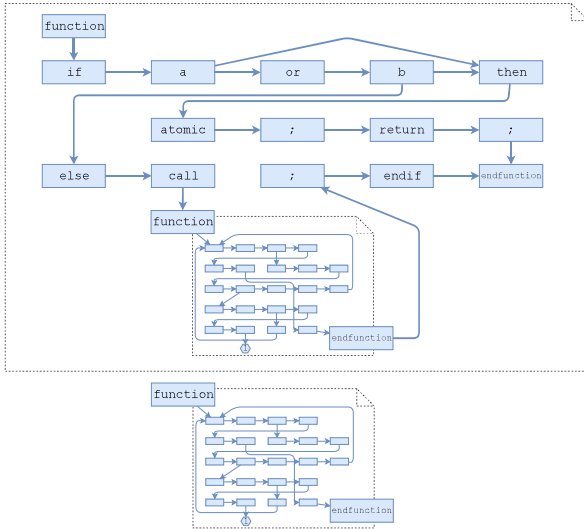 function
if a or b then
atomic ; return ;
else call ; endif endfunction
function
endfunction
function
endfunction